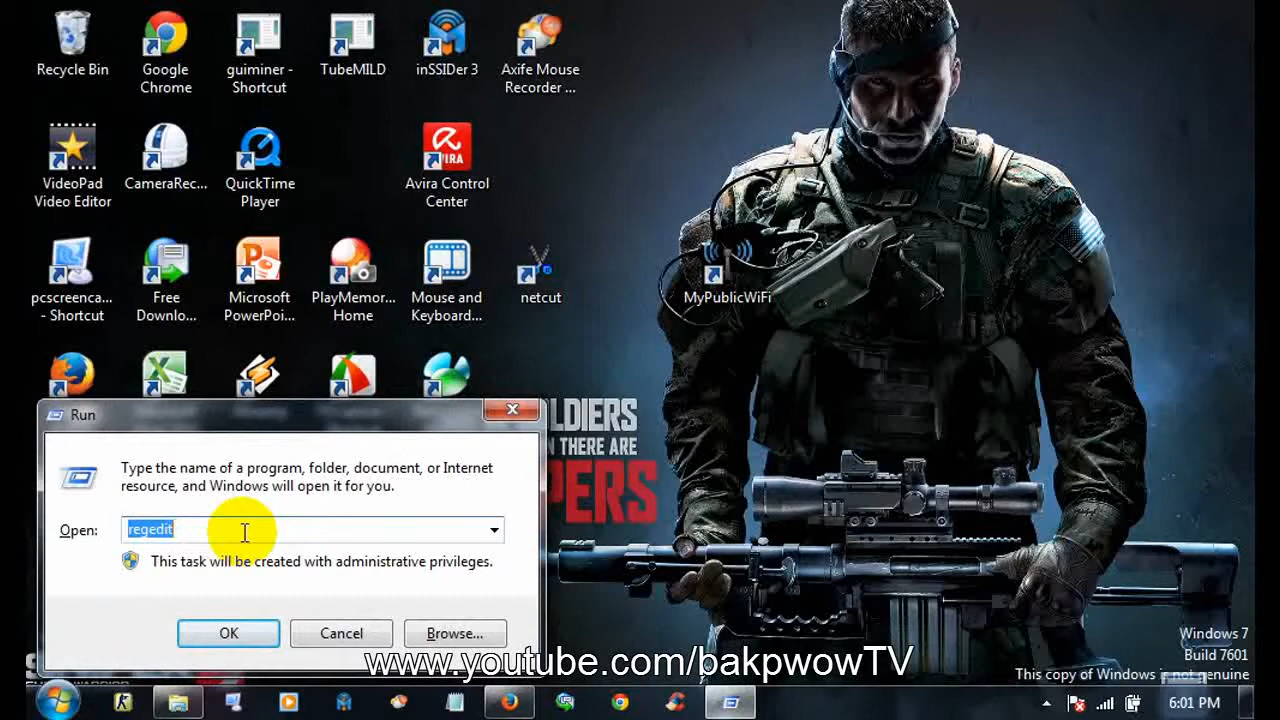 Recycle Bin
Google
Chrome
guiminer -
Shortcut
TubeMILD
inSSIDer 3
Axife Mouse
Recorder ...
VideoPad
Video Editor
CameraRec...
QuickTime
Player
AVIRA
Avira Control
Center
pcscreenca...
- Shortcut
Free
Downlo...
Microsoft
PowerPoi...
PlayMemor...
Home
Mouse and
Keyboard...
netcut
MyPublicWiFi
LDIERS
N THERE ARE
PERS
Run
Type the name of a program, folder, document, or Internet
resource, and Windows will open it for you.
Open:
regedit
This task will be created with administrative privileges.
OK
Cancel
Browse...
Windows 7
Build 7601
This copy of Windows is not genuine
www.youtube.com/bakpwowTV
6:01 PM